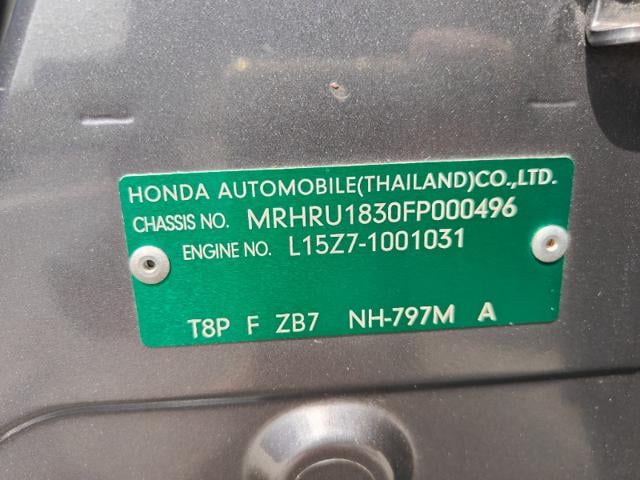 HONDA AUTOMOBILE(THAILAND)CO.,LTD.
CHASSIS NO. MRHRU1830FP000496
ENGINE NO. L15Z7-1001031
T8P F ZB7 NH-797M A